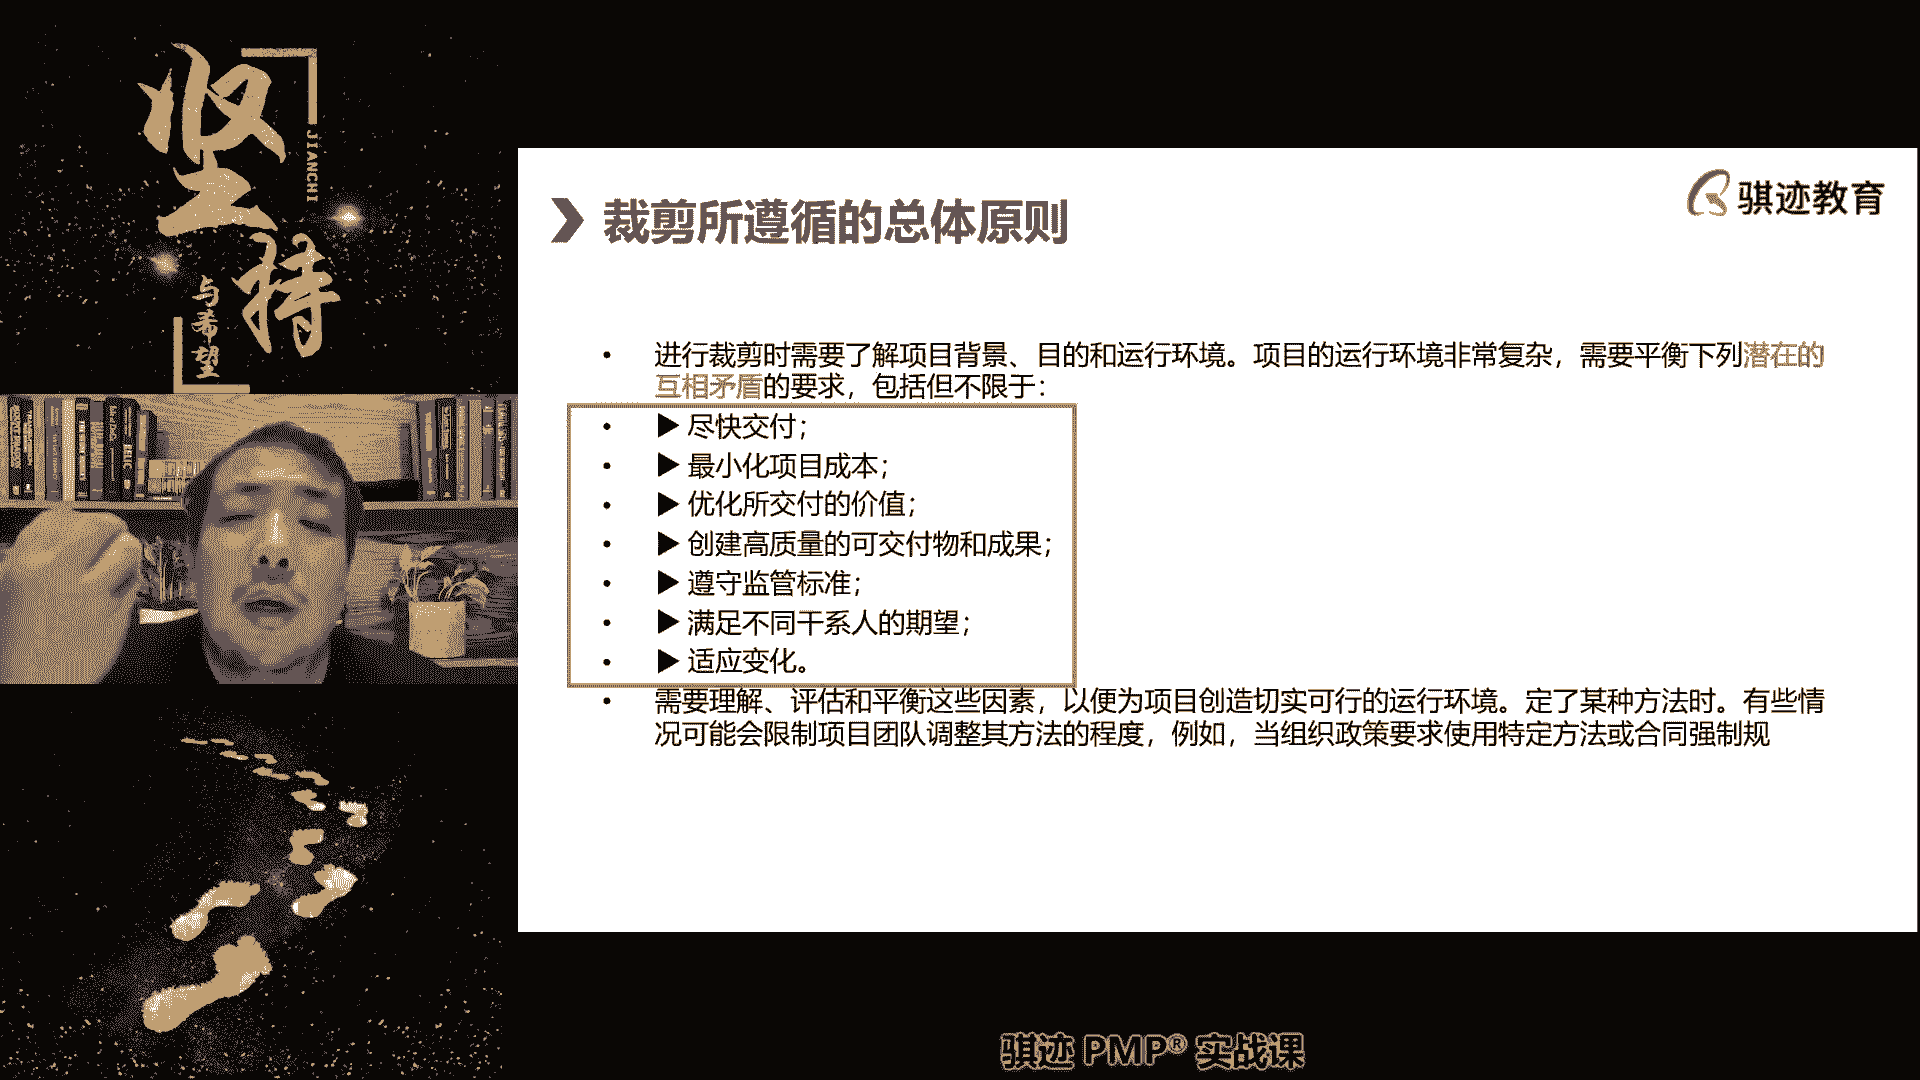 坚持
JIANCHI
与希望
骐迹教育
裁剪所遵循的总体原则
• 进行裁剪时需要了解项目背景、目的和运行环境。项目的运行环境非常复杂，需要平衡下列潜在的
互相矛盾的要求，包括但不限于：
• ▶ 尽快交付；
• ▶ 最小化项目成本；
• ▶ 优化所交付的价值；
• ▶ 创建高质量的可交付物和成果；
• ▶ 遵守监管标准；
• ▶ 满足不同干系人的期望；
• ▶ 适应变化。
• 需要理解、评估和平衡这些因素，以便为项目创造切实可行的运行环境。定了某种方法时。有些情
况可能会限制项目团队调整其方法的程度，例如，当组织政策要求使用特定方法或合同强制规
骐迹 PMP® 实战课